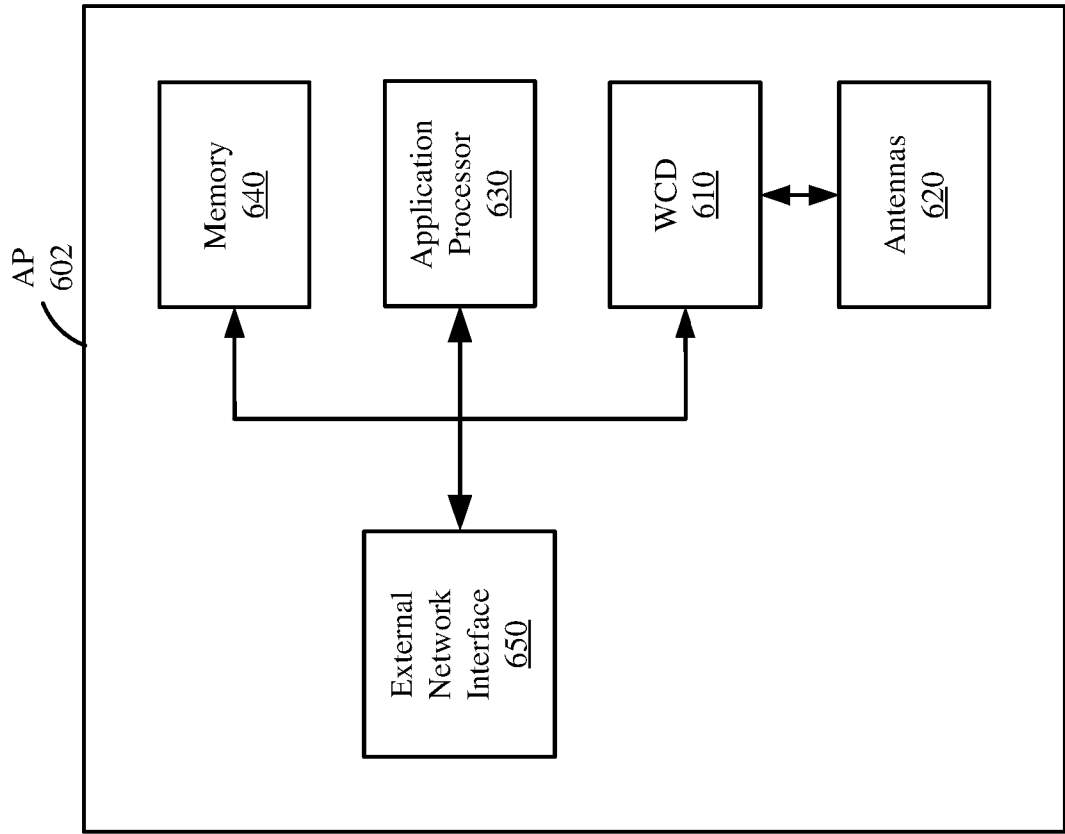 AP
602
Memory
640
Application
Processor
630
WCD
610
Antennas
620
External
Network
Interface
650